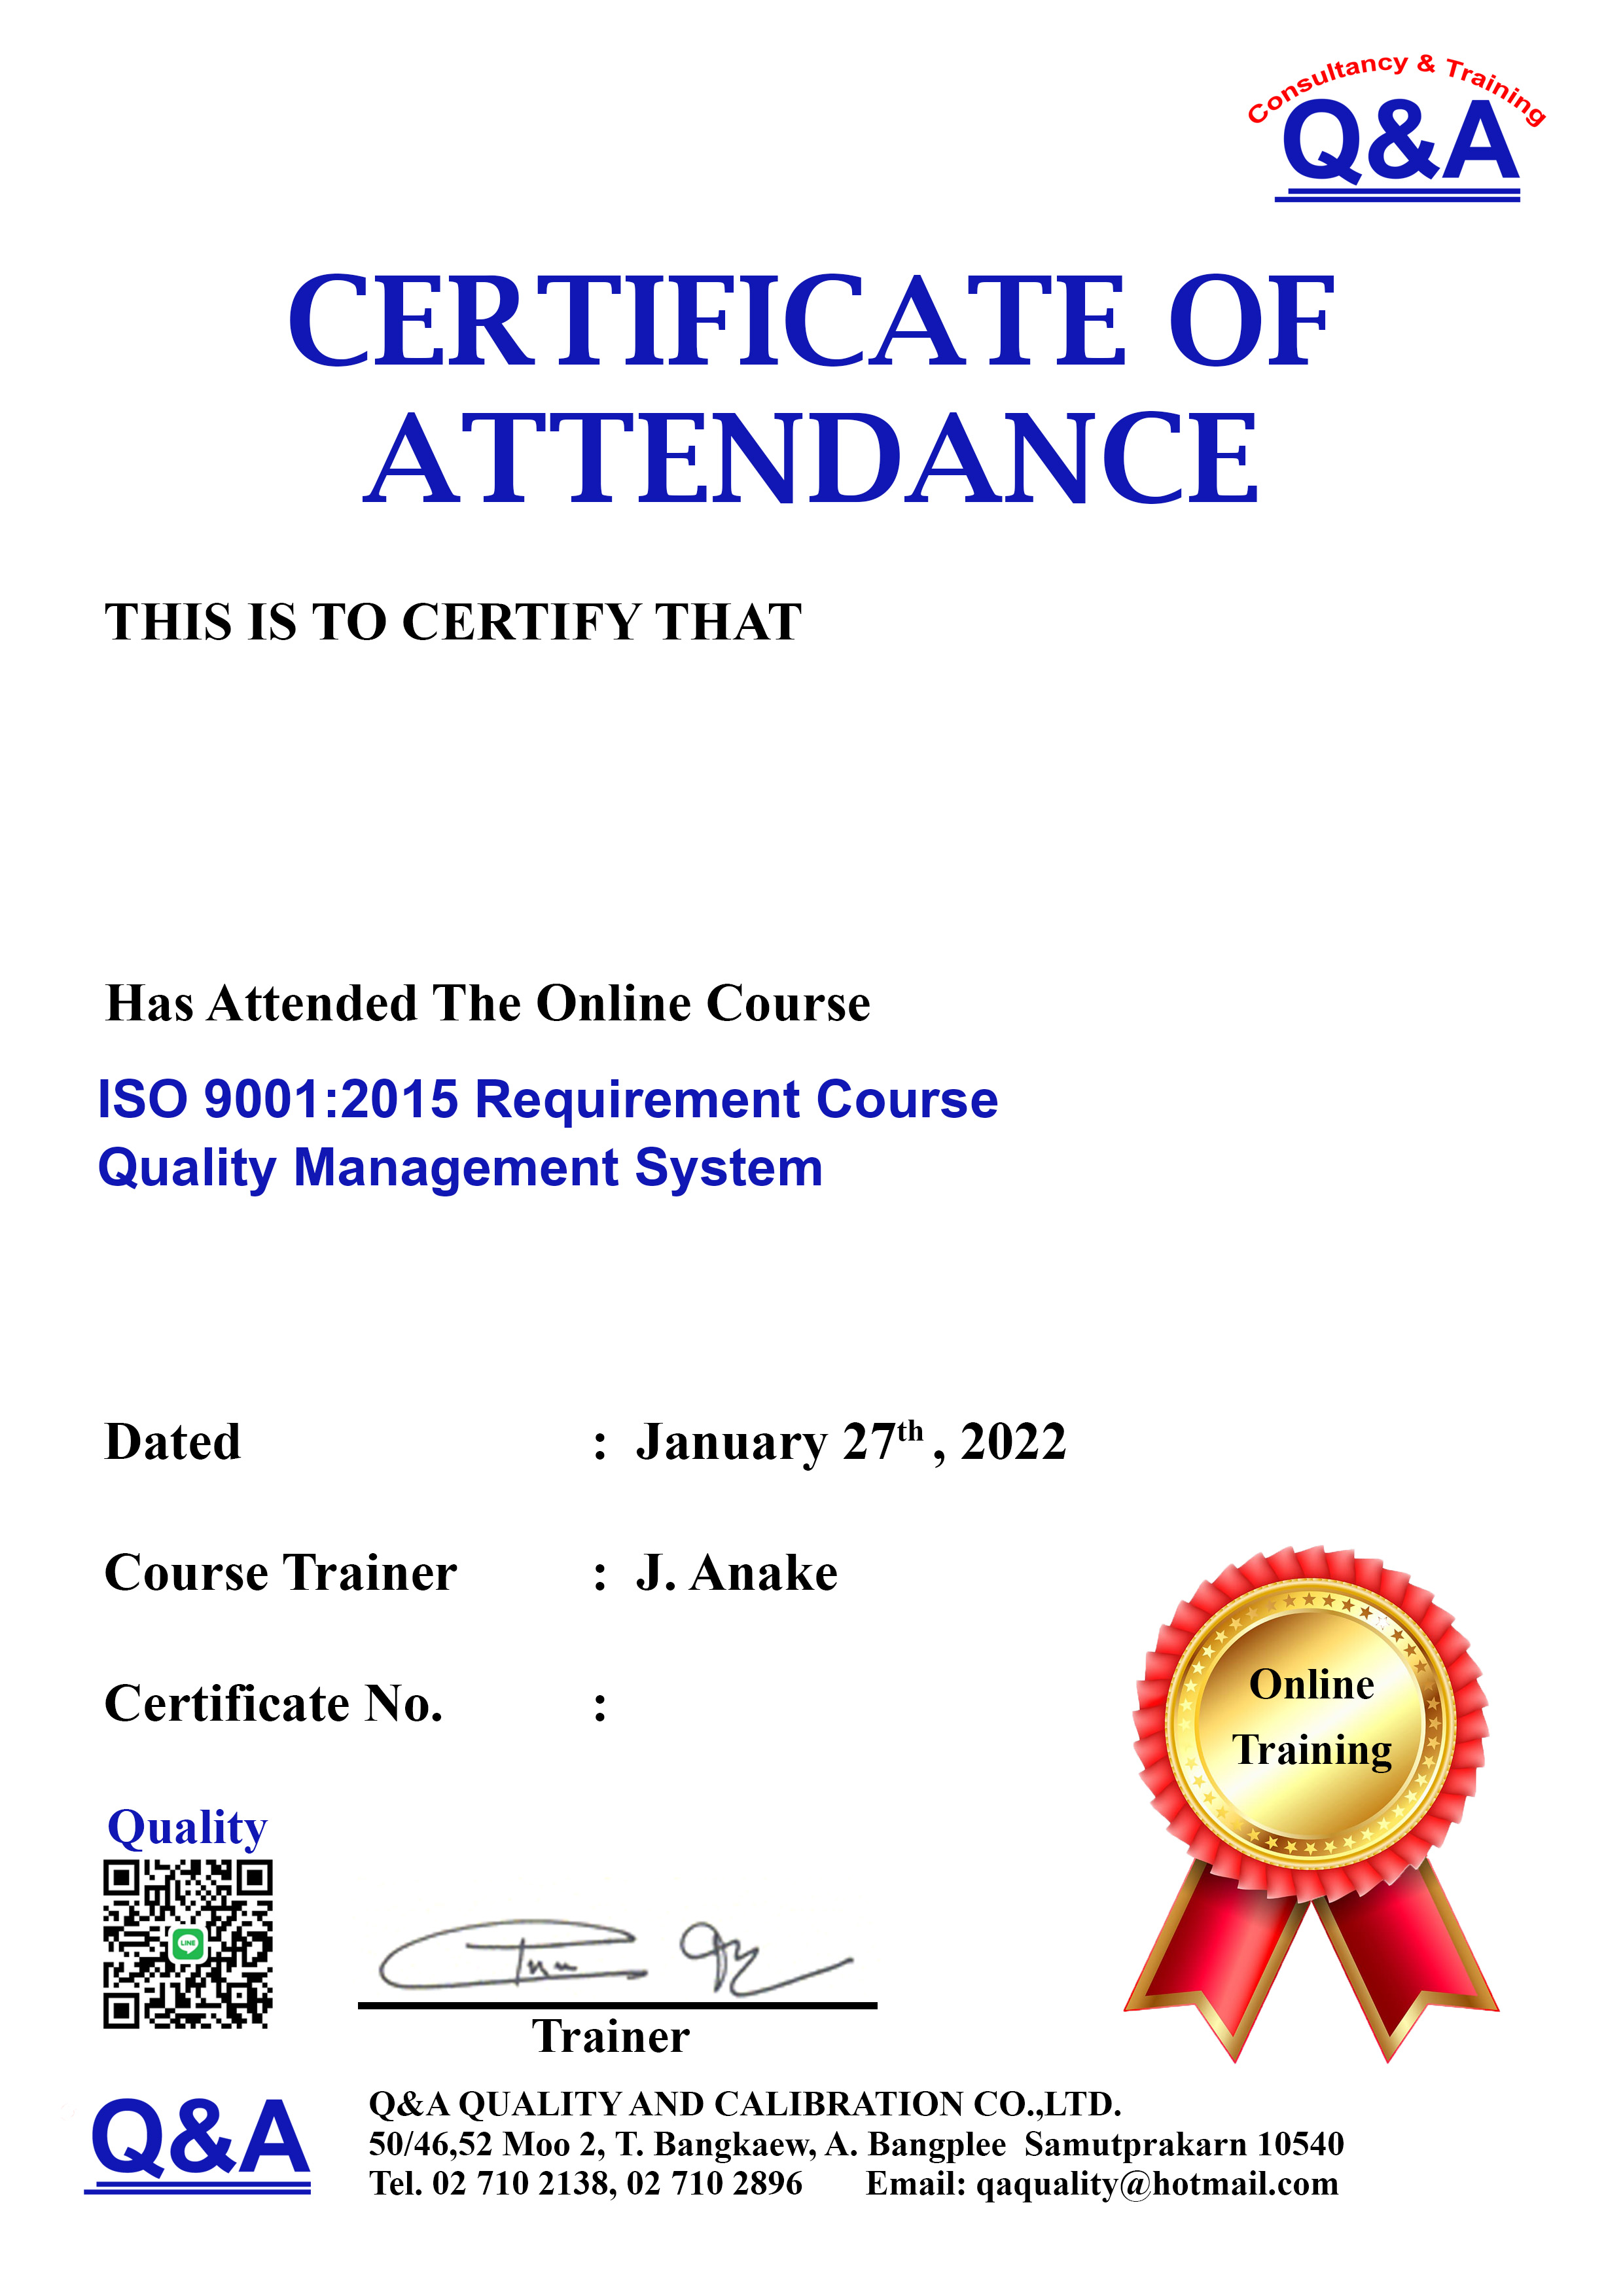 Consultancy & Training
Q&A
CERTIFICATE OF
ATTENDANCE
THIS IS TO CERTIFY THAT
Has Attended The Online Course
ISO 9001:2015 Requirement Course
Quality Management System
Dated : January 27th , 2022
Course Trainer : J. Anake
Certificate No. :
Online
Training
Quality
LINE
Trainer
Q&A
Q&A QUALITY AND CALIBRATION CO.,LTD.
50/46,52 Moo 2, T. Bangkaew, A. Bangplee Samutprakarn 10540
Tel. 02 710 2138, 02 710 2896 Email: qaquality@hotmail.com